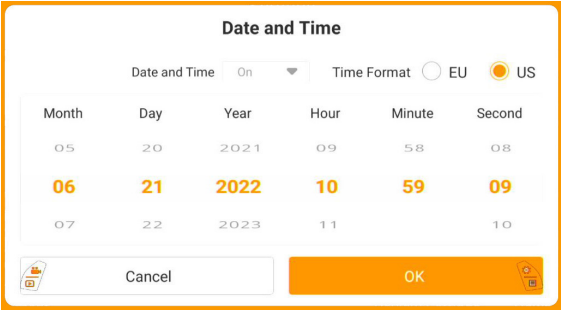 Date and Time
Date and Time On Time Format EU US
Month Day Year Hour Minute Second
05 20 2021 09 58 08
06 21 2022 10 59 09
07 22 2023 11 10
Cancel OK